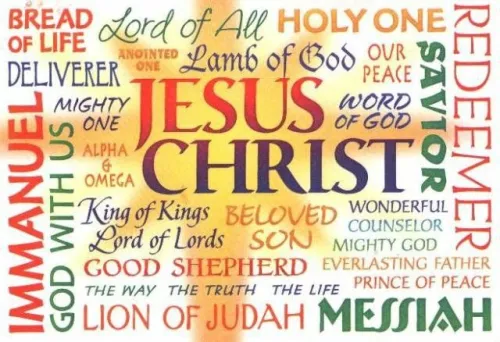 BREAD
OF LIFE
Lord of All
HOLY ONE
ANOINTED
ONE
Lamb of God
OUR
PEACE
DELIVERER
MIGHTY
ONE
JESUS
CHRIST
WORD
OF GOD
SAVIOR
REDEEMER
IMMANUEL
GOD WITH US
ALPHA
&
OMEGA
King of Kings
Lord of Lords
BELOVED
SON
WONDERFUL
COUNSELOR
MIGHTY GOD
EVERLASTING FATHER
PRINCE OF PEACE
GOOD SHEPHERD
THE WAY THE TRUTH THE LIFE
LION OF JUDAH
MESSIAH